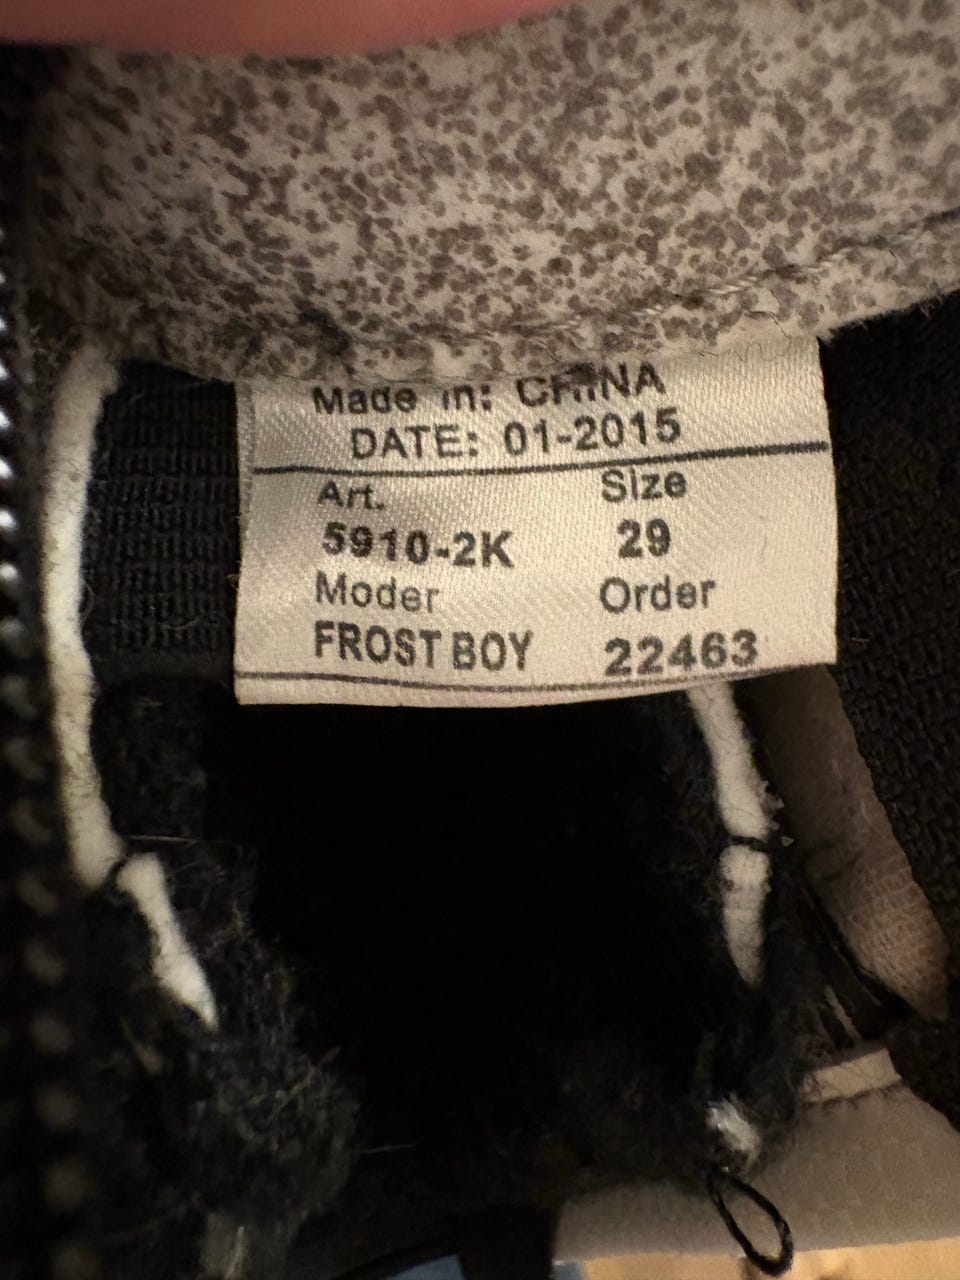 Made in: CHINA
DATE: 01-2015
Art. Size
5910-2K 29
Moder Order
FROST BOY 22463